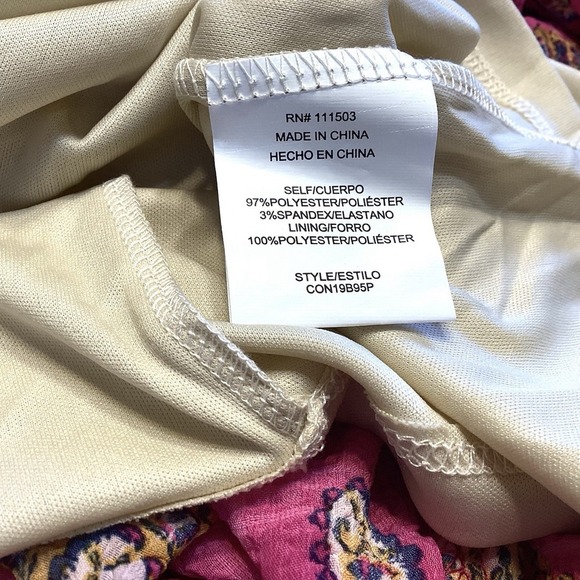 RN# 111503
MADE IN CHINA
HECHO EN CHINA
SELF/CUERPO
97%POLYESTER/POLIÉSTER
3%SPANDEX/ELASTANO
LINING/FORRO
100%POLYESTER/POLIÉSTER
STYLE/ESTILO
CON19B95P